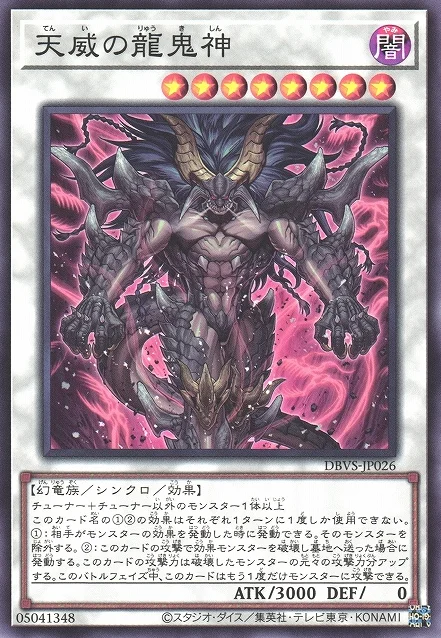 天威の龍鬼神
闇
DBVS-JP026
【幻竜族／シンクロ／効果】
チューナー＋チューナー以外のモンスター1体以上
このカード名の①②の効果はそれぞれ1ターンに1度しか使用できない。
①：相手がモンスターの効果を発動した時に発動できる。そのモンスターを
除外する。②：このカードの攻撃で効果モンスターを破壊し墓地へ送った場合に
発動する。このカードの攻撃力は破壊したモンスターの元々の攻撃力分アップ
する。このバトルフェイズ中、このカードはもう1度だけモンスターに攻撃できる。
ATK/3000 DEF/ 0
05041348
©スタジオ・ダイス／集英社・テレビ東京・KONAMI